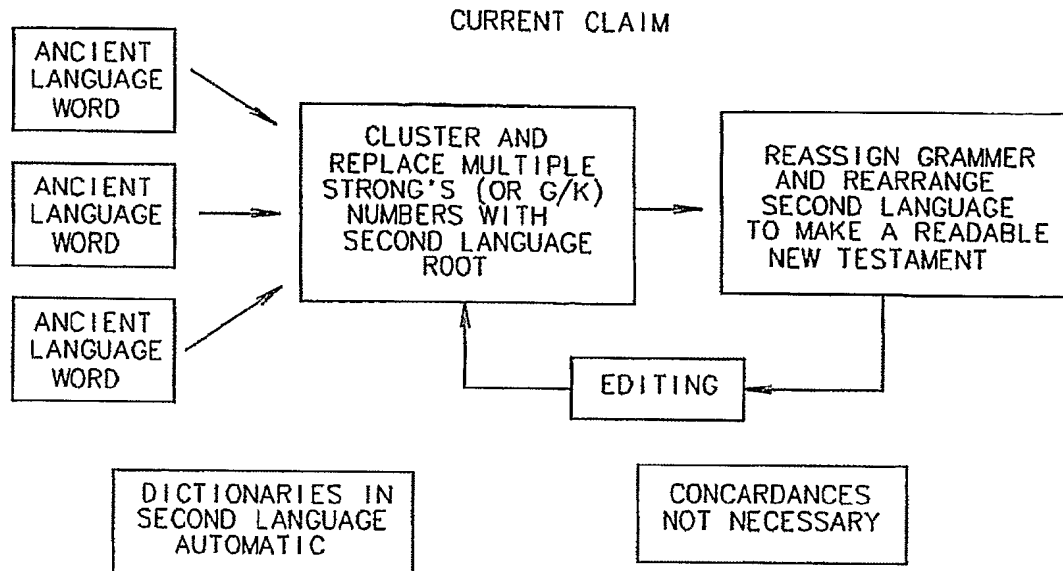 CURRENT CLAIM
ANCIENT
LANGUAGE
WORD
ANCIENT
LANGUAGE
WORD
ANCIENT
LANGUAGE
WORD
CLUSTER AND
REPLACE MULTIPLE
STRONG'S (OR G/K)
NUMBERS WITH
SECOND LANGUAGE
ROOT
REASSIGN GRAMMER
AND REARRANGE
SECOND LANGUAGE
TO MAKE A READABLE
NEW TESTAMENT
EDITING
DICTIONARIES IN
SECOND LANGUAGE
AUTOMATIC
CONCARDANCES
NOT NECESSARY